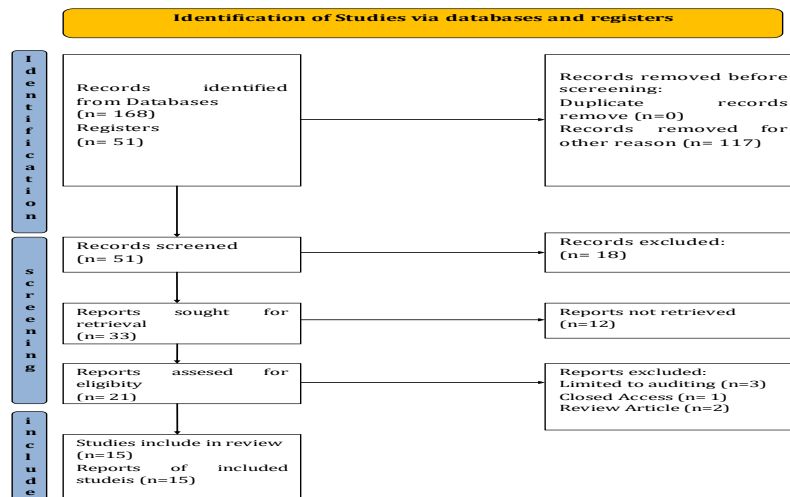 Identification of Studies via databases and registers
Identification
Records identified
from Databases
(n= 168)
Registers
(n= 51)
Records removed before
scereening:
Duplicate records
remove (n=0)
Records removed for
other reason (n= 117)
screening
Records screened
(n= 51)
Records excluded:
(n= 18)
Reports sought for
retrieval
(n= 33)
Reports not retrieved
(n=12)
Reports assesed for
eligibity
(n= 21)
Reports excluded:
Limited to auditing (n=3)
Closed Access (n= 1)
Review Article (n=2)
include
Studies include in review
(n=15)
Reports of included
studeis (n=15)